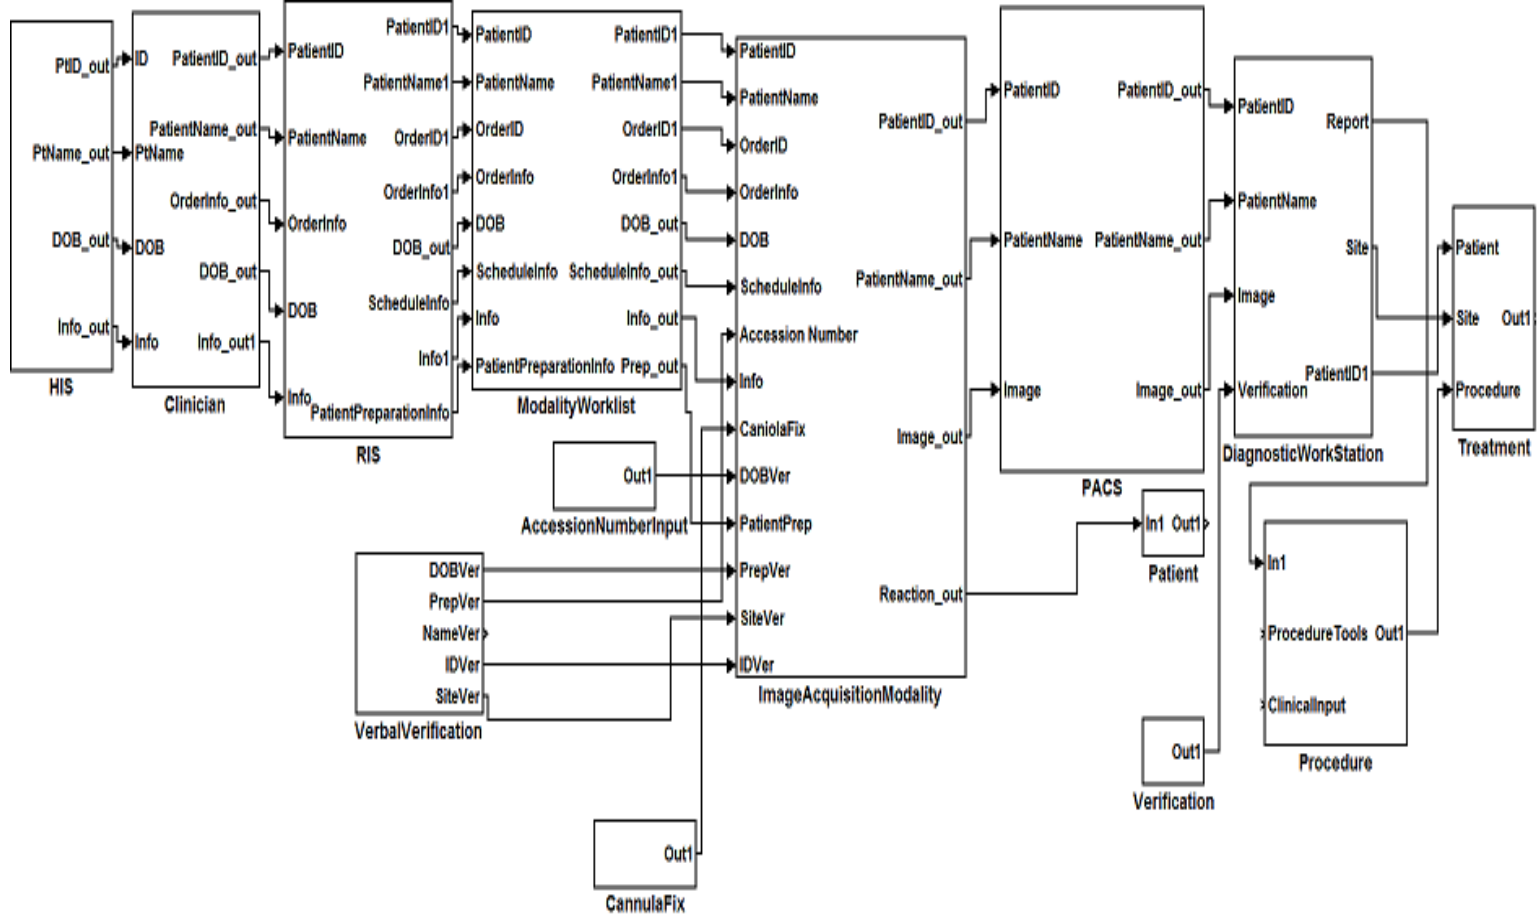 PtID_out
PtName_out
DOB_out
Info_out
HIS
ID
PtName
DOB
Info
PatientID_out
PatientName_out
OrderInfo_out
DOB_out
Info_out1
Clinician
PatientID
PatientName
OrderInfo
DOB
Info
PatientID1
PatientName1
OrderID1
OrderInfo1
DOB_out
ScheduleInfo
Info1
PatientPreparationInfo
RIS
PatientID
PatientName
OrderID
OrderInfo
DOB
ScheduleInfo
Info
PatientPreparationInfo
PatientID1
PatientName1
OrderID1
OrderInfo1
DOB_out
ScheduleInfo_out
Info_out
Prep_out
ModalityWorklist
Out1
AccessionNumberInput
DOBVer
PrepVer
NameVer
IDVer
SiteVer
VerbalVerification
Out1
CannulaFix
PatientID
PatientName
OrderID
OrderInfo
DOB
ScheduleInfo
Accession Number
Info
CaniolaFix
DOBVer
PatientPrep
PrepVer
SiteVer
IDVer
PatientID_out
PatientName_out
Image_out
Reaction_out
ImageAcquisitionModality
PatientID
PatientName
Image
PatientID_out
PatientName_out
Image_out
PACS
In1 Out1
Patient
Out1
Verification
PatientID
PatientName
Image
Verification
Report
Site
PatientID1
DiagnosticWorkStation
In1
ProcedureTools Out1
ClinicalInput
Procedure
Patient
Site Out1
Procedure
Treatment